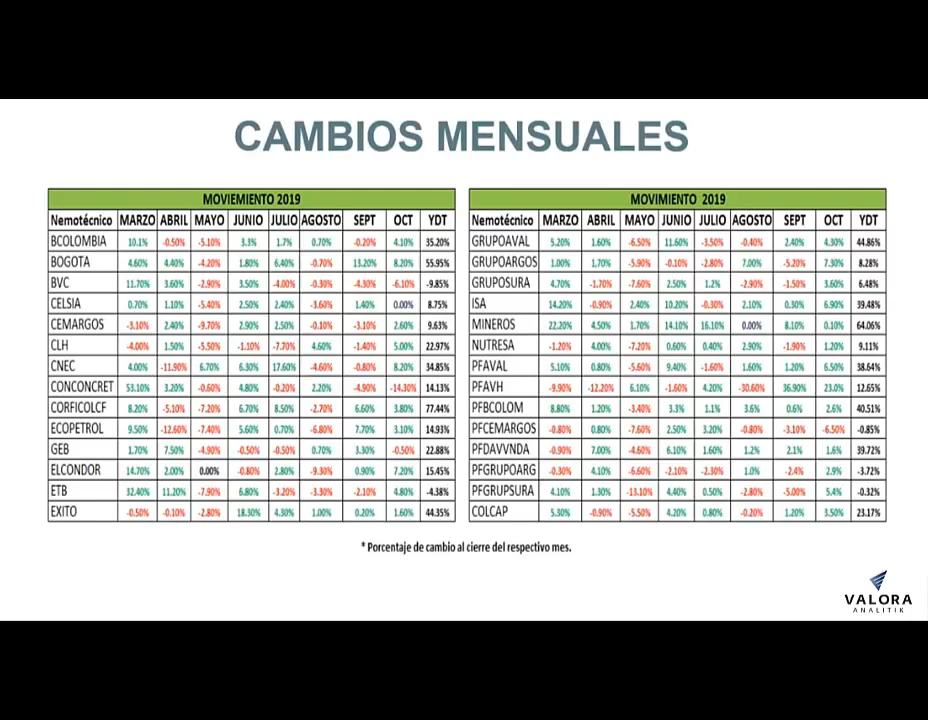 CAMBIOS MENSUALES
MOVIEMIENTO 2019
Nemotécnico MARZO ABRIL MAYO JUNIO JULIO AGOSTO SEPT OCT YDT
BCOLOMBIA 10.1% -0.50% -5.10% 3.3% 1.7% 0.70% -0.20% 4.10% 35.20%
BOGOTA 4.60% 4.40% -4.20% 1.80% 6.40% -0.70% 13.20% 8.20% 55.95%
BVC 11.70% 3.60% -2.90% 3.50% -4.00% -0.30% -4.30% -6.10% -9.85%
CELSIA 0.70% 1.10% -5.40% 2.50% 2.40% -3.60% 1.40% 0.00% 8.75%
CEMARGOS -3.10% 2.40% -9.70% 2.90% 2.50% -0.10% -3.10% 2.60% 9.63%
CLH -4.00% 1.50% -5.50% -1.10% -7.70% 4.60% -1.40% 5.00% 22.97%
CNEC 4.00% -11.90% 6.70% 6.30% 17.60% -4.60% -0.80% 8.20% 34.85%
CONCONCRET 53.10% 3.20% -0.60% 4.80% -0.20% 2.20% -4.90% -14.30% 14.13%
CORFICOLCF 8.20% -5.10% -7.20% 6.70% 8.50% -2.70% 6.60% 3.80% 77.44%
ECOPETROL 9.50% -12.60% -7.40% 5.60% 0.70% -6.80% 7.70% 3.10% 14.93%
GEB 1.70% 7.50% -4.90% -0.50% -0.50% 0.70% 3.30% -0.50% 22.88%
ELCONDOR 14.70% 2.00% 0.00% -0.80% 2.80% -9.30% 0.90% 7.20% 15.45%
ETB 32.40% 11.20% -7.90% 6.80% -3.20% -3.30% -2.10% 4.80% -4.38%
EXITO -0.50% -0.10% -2.80% 18.30% 4.30% 1.00% 0.20% 1.60% 44.35%
MOVIMIENTO 2019
Nemotécnico MARZO ABRIL MAYO JUNIO JULIO AGOSTO SEPT OCT YDT
GRUPOAVAL 5.20% 1.60% -6.50% 11.60% -3.50% -0.40% 2.40% 4.30% 44.86%
GRUPOARGOS 1.00% 1.70% -5.90% -0.10% -2.80% 7.00% -5.20% 7.30% 8.28%
GRUPOSURA 4.70% -1.70% -7.60% 2.50% 1.2% -2.90% -1.50% 3.60% 6.48%
ISA 14.20% -0.90% 2.40% 10.20% -0.30% 2.10% 0.30% 6.90% 39.48%
MINEROS 22.20% 4.50% 1.70% 14.10% 16.10% 0.00% 8.10% 0.10% 64.06%
NUTRESA -1.20% 4.00% -7.20% 0.60% 0.40% 2.90% -1.90% 1.20% 9.11%
PFAVAL 5.10% 0.80% -5.60% 9.40% -1.60% 1.60% 1.20% 6.50% 38.64%
PFAVH -9.90% -12.20% 6.10% -1.60% 4.20% -30.60% 36.90% 23.0% 12.65%
PFBCOLOM 8.80% 1.20% -3.40% 3.3% 1.1% 3.6% 0.6% 2.6% 40.51%
PFCEMARGOS -0.80% 0.80% -7.60% 2.50% 3.20% -0.80% -3.10% -6.50% -0.85%
PFDAVVNDA -0.90% 7.00% -4.60% 6.10% 1.60% 1.2% 2.1% 1.6% 39.72%
PFGRUPOARG -0.30% 4.10% -6.60% -2.10% -2.30% 1.0% -2.4% 2.9% -3.72%
PFGRUPSURA 4.10% 1.30% -13.10% 4.40% 0.50% -2.80% -5.00% 5.4% -0.32%
COLCAP 5.30% -0.90% -5.50% 4.20% 0.80% -0.20% 1.20% 3.50% 23.17%
* Porcentaje de cambio al cierre del respectivo mes.
VALORA
ANALITIK